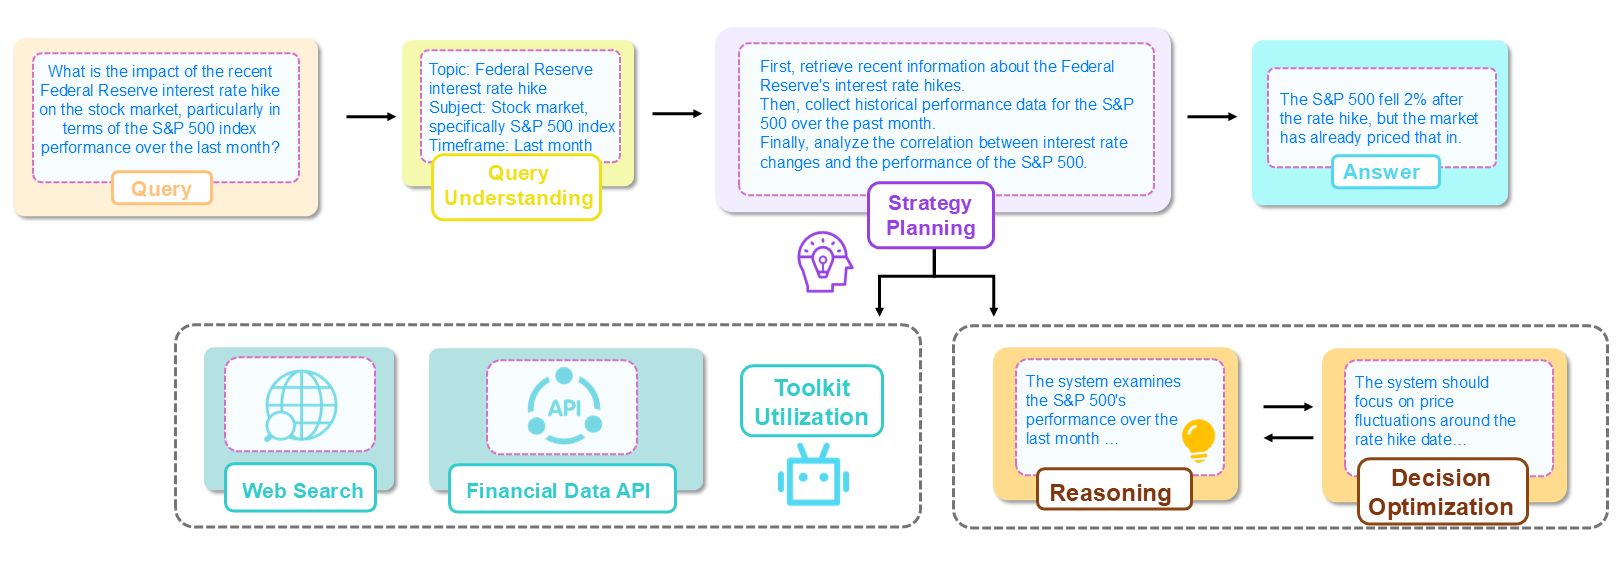 What is the impact of the recent
Federal Reserve interest rate hike
on the stock market, particularly in
terms of the S&P 500 index
performance over the last month?
Query
Topic: Federal Reserve
interest rate hike
Subject: Stock market,
specifically S&P 500 index
Timeframe: Last month
Query
Understanding
First, retrieve recent information about the Federal
Reserve's interest rate hikes.
Then, collect historical performance data for the S&P
500 over the past month.
Finally, analyze the correlation between interest rate
changes and the performance of the S&P 500.
Strategy
Planning
The S&P 500 fell 2% after
the rate hike, but the market
has already priced that in.
Answer
Web Search
API
Financial Data API
Toolkit
Utilization
The system examines
the S&P 500's
performance over the
last month ...
Reasoning
The system should
focus on price
fluctuations around the
rate hike date...
Decision
Optimization